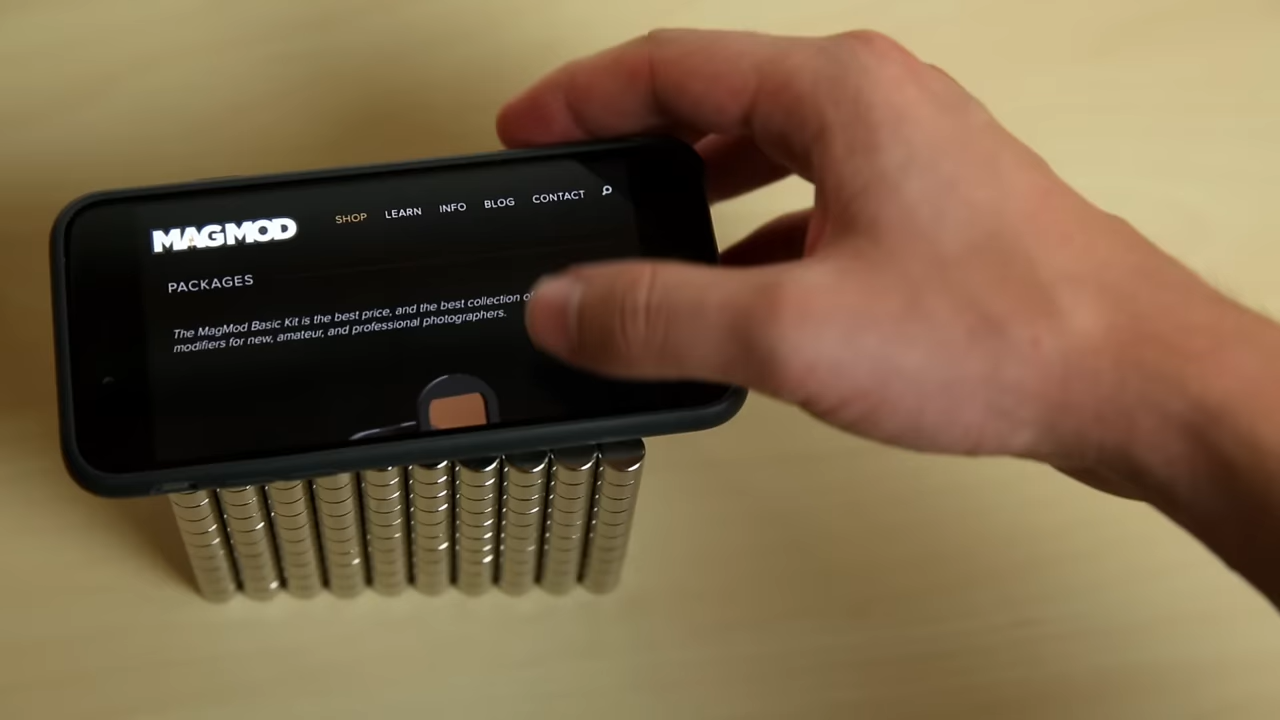 MAGMOD
SHOP LEARN INFO BLOG CONTACT
PACKAGES
The MagMod Basic Kit is the best price, and the best collection of
modifiers for new, amateur, and professional photographers.